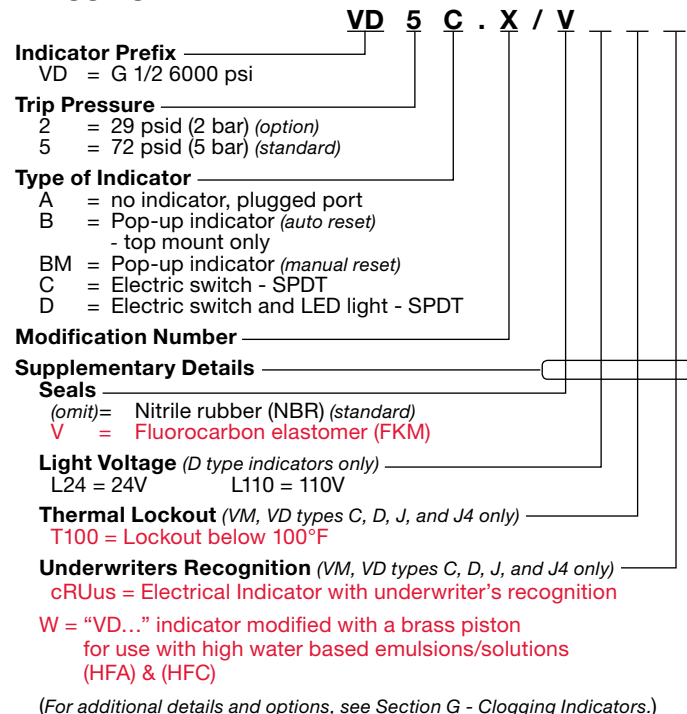 VD 5 C . X / V
Indicator Prefix
VD = G 1/2 6000 psi
Trip Pressure
2 = 29 psid (2 bar) (option)
5 = 72 psid (5 bar) (standard)
Type of Indicator
A = no indicator, plugged port
B = Pop-up indicator (auto reset)
- top mount only
BM = Pop-up indicator (manual reset)
C = Electric switch - SPDT
D = Electric switch and LED light - SPDT
Modification Number
Supplementary Details
Seals
(omit)= Nitrile rubber (NBR) (standard)
V = Fluorocarbon elastomer (FKM)
Light Voltage (D type indicators only)
L24 = 24V L110 = 110V
Thermal Lockout (VM, VD types C, D, J, and J4 only)
T100 = Lockout below 100°F
Underwriters Recognition (VM, VD types C, D, J, and J4 only)
cRUus = Electrical Indicator with underwriter's recognition
W = “VD…” indicator modified with a brass piston
for use with high water based emulsions/solutions
(HFA) & (HFC)
(For additional details and options, see Section G - Clogging Indicators.)